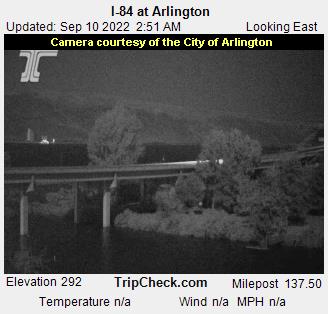 I-84 at Arlington
Updated: Sep 10 2022 2:51 AM Looking East
Camera courtesy of the City of Arlington
Elevation 292 TripCheck.com Milepost 137.50
Temperature n/a Wind n/a MPH n/a